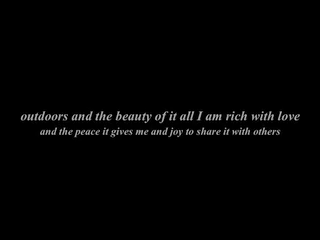 outdoors and the beauty of it all I am rich with love
and the peace it gives me and joy to share it with others